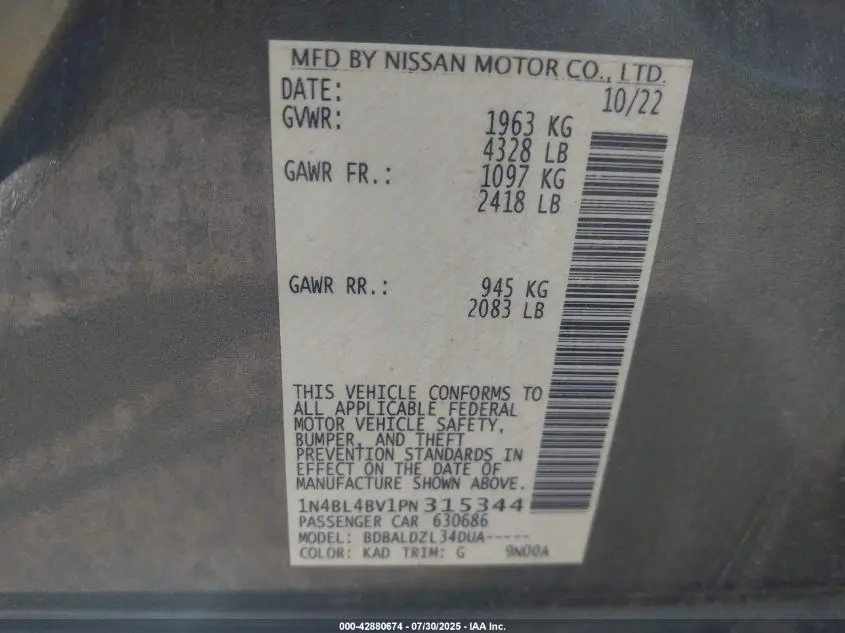 MFD BY NISSAN MOTOR CO., LTD.
DATE: 10/22
GVWR: 1963 KG
4328 LB
GAWR FR.: 1097 KG
2418 LB
GAWR RR.: 945 KG
2083 LB
THIS VEHICLE CONFORMS TO
ALL APPLICABLE FEDERAL
MOTOR VEHICLE SAFETY,
BUMPER, AND THEFT
PREVENTION STANDARDS IN
EFFECT ON THE DATE OF
MANUFACTURE SHOWN ABOVE.
1N4BL4BV1PN315344
PASSENGER CAR 630686
MODEL: BDBALDZL34DUA-----
COLOR: KAD TRIM: G 9N00A
000-42880674 - 07/30/2025 - IAA Inc.